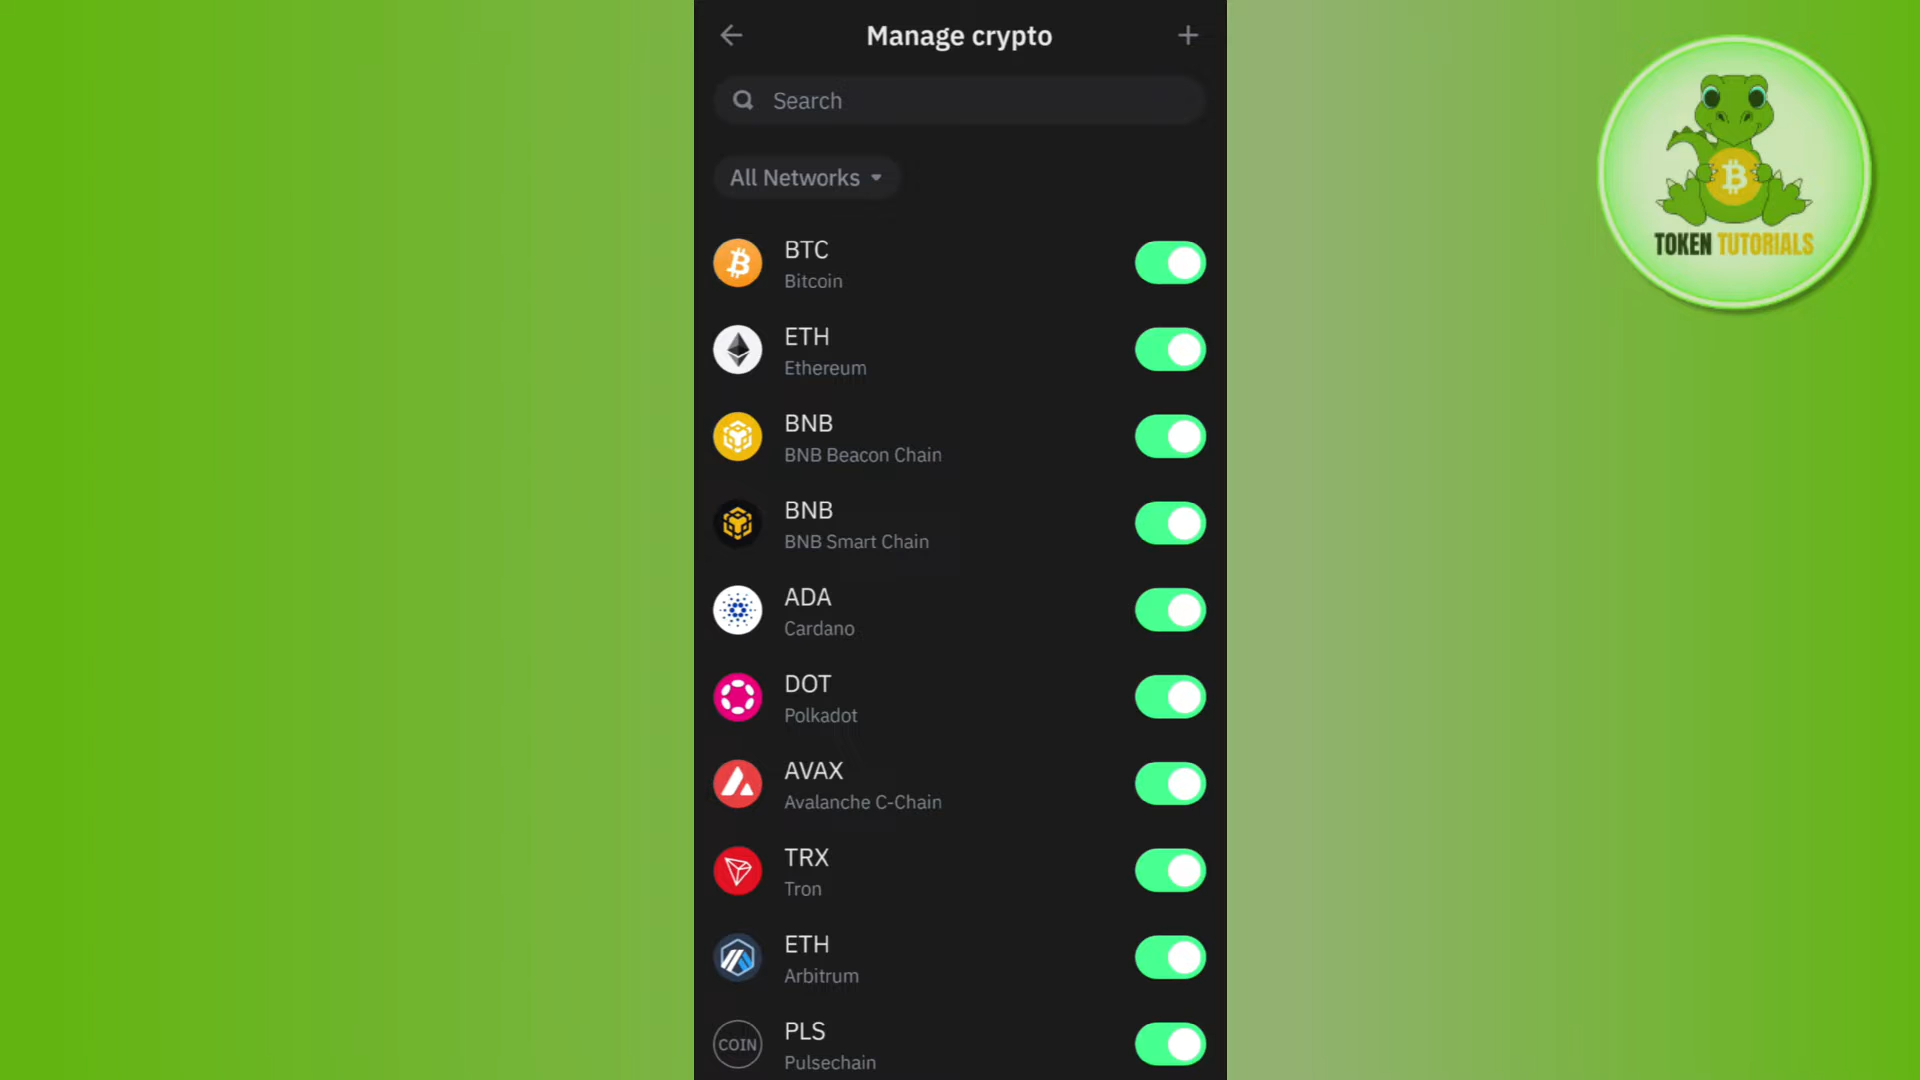 Manage crypto
Search
All Networks
BTC
Bitcoin
ETH
Ethereum
BNB
BNB Beacon Chain
BNB
BNB Smart Chain
ADA
Cardano
DOT
Polkadot
AVAX
Avalanche C-Chain
TRX
Tron
ETH
Arbitrum
COIN
PLS
Pulsechain
TOKEN TUTORIALS